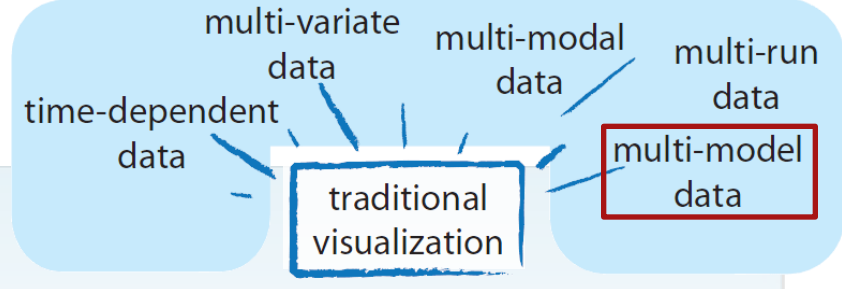 multi-variate
data
multi-modal
data
multi-run
data
time-dependent
data
multi-model
data
traditional
visualization